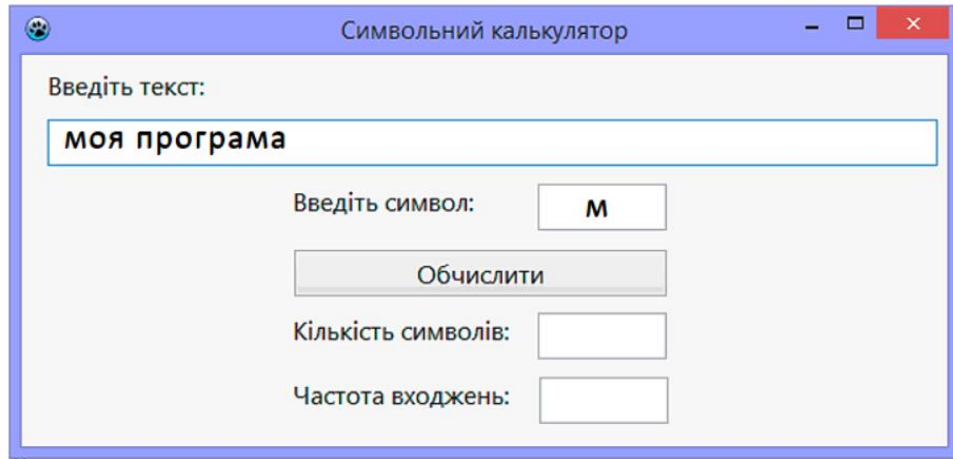 Символьний калькулятор
Введіть текст:
моя програма
Введіть символ: м
Обчислити
Кількість символів:
Частота входжень: